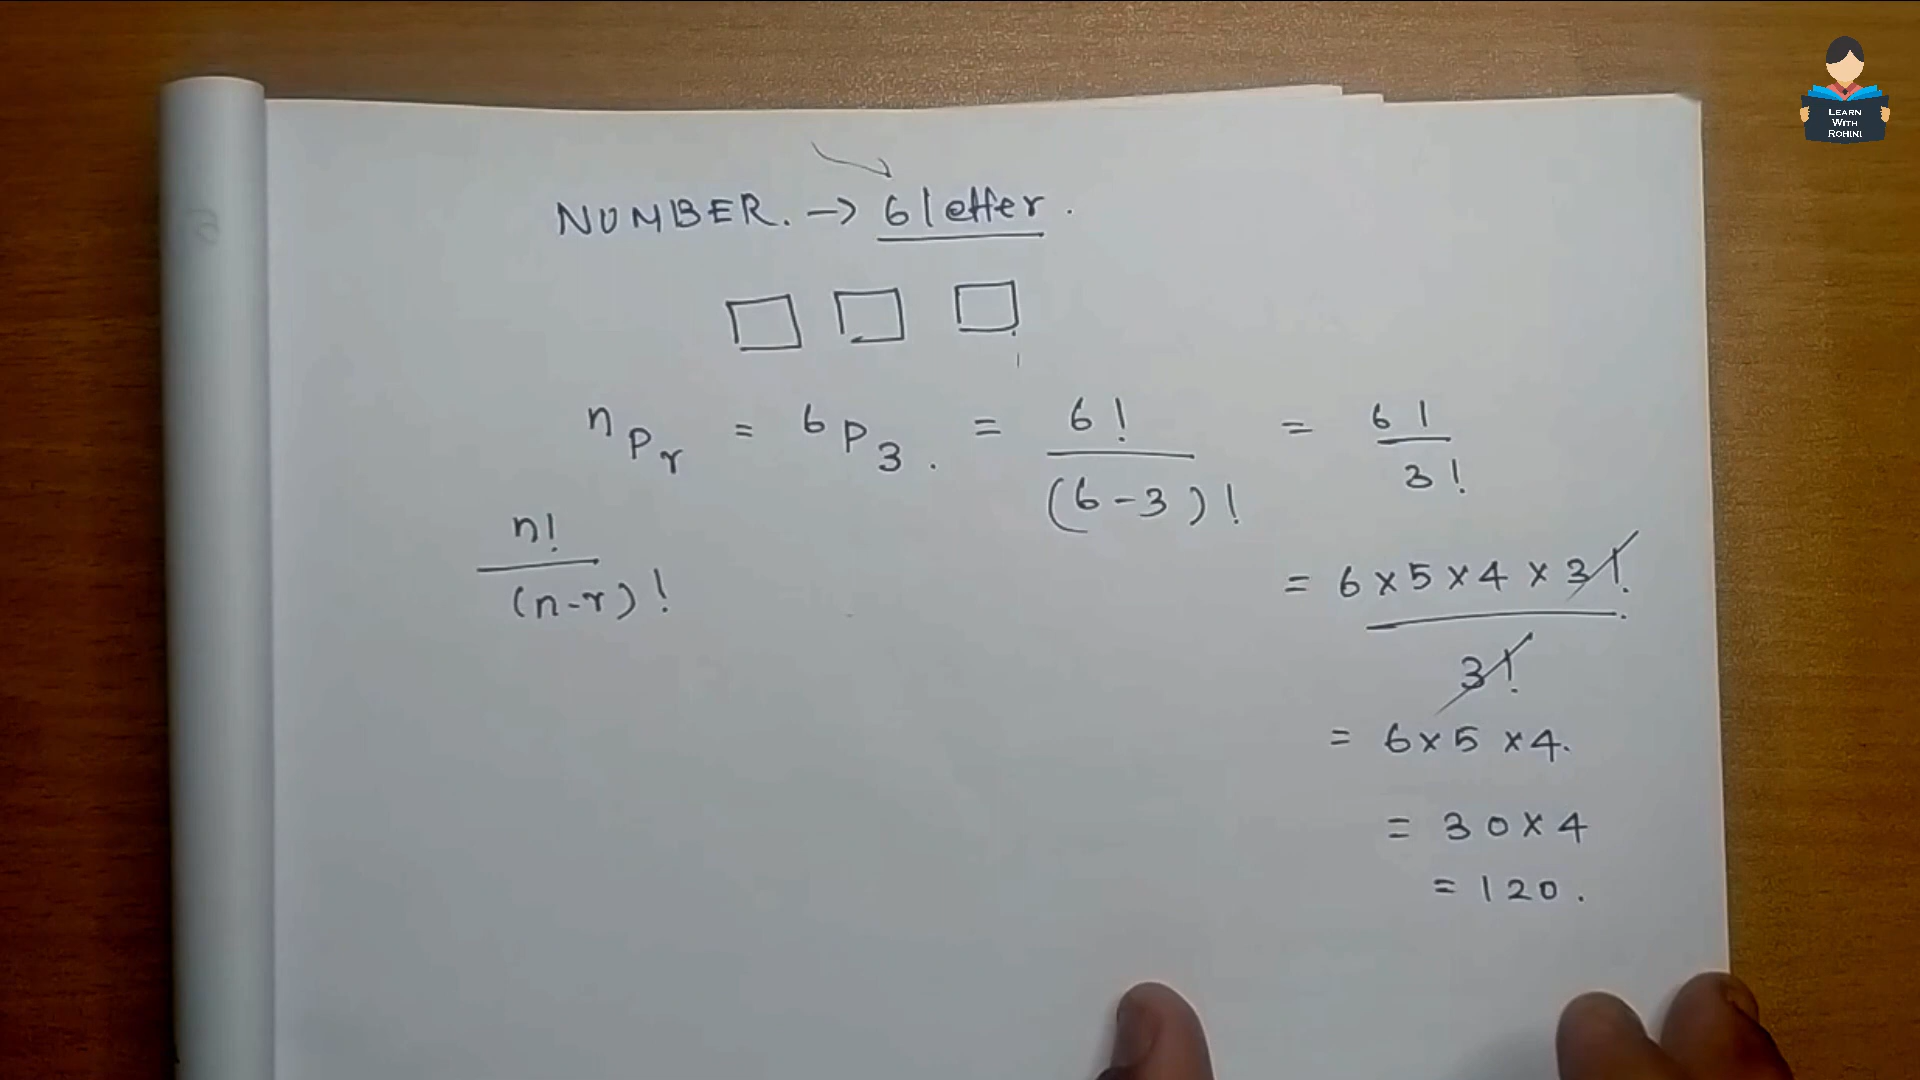 LEARN
WITH
ROHINI
NUMBER. → 6 letter.
nPr = 6P3. = 6! / (6-3)! = 6! / 3!
n! / (n-r)!
= 6 x 5 x 4 x 3! / 3!
= 6 x 5 x 4.
= 30 x 4
= 120.